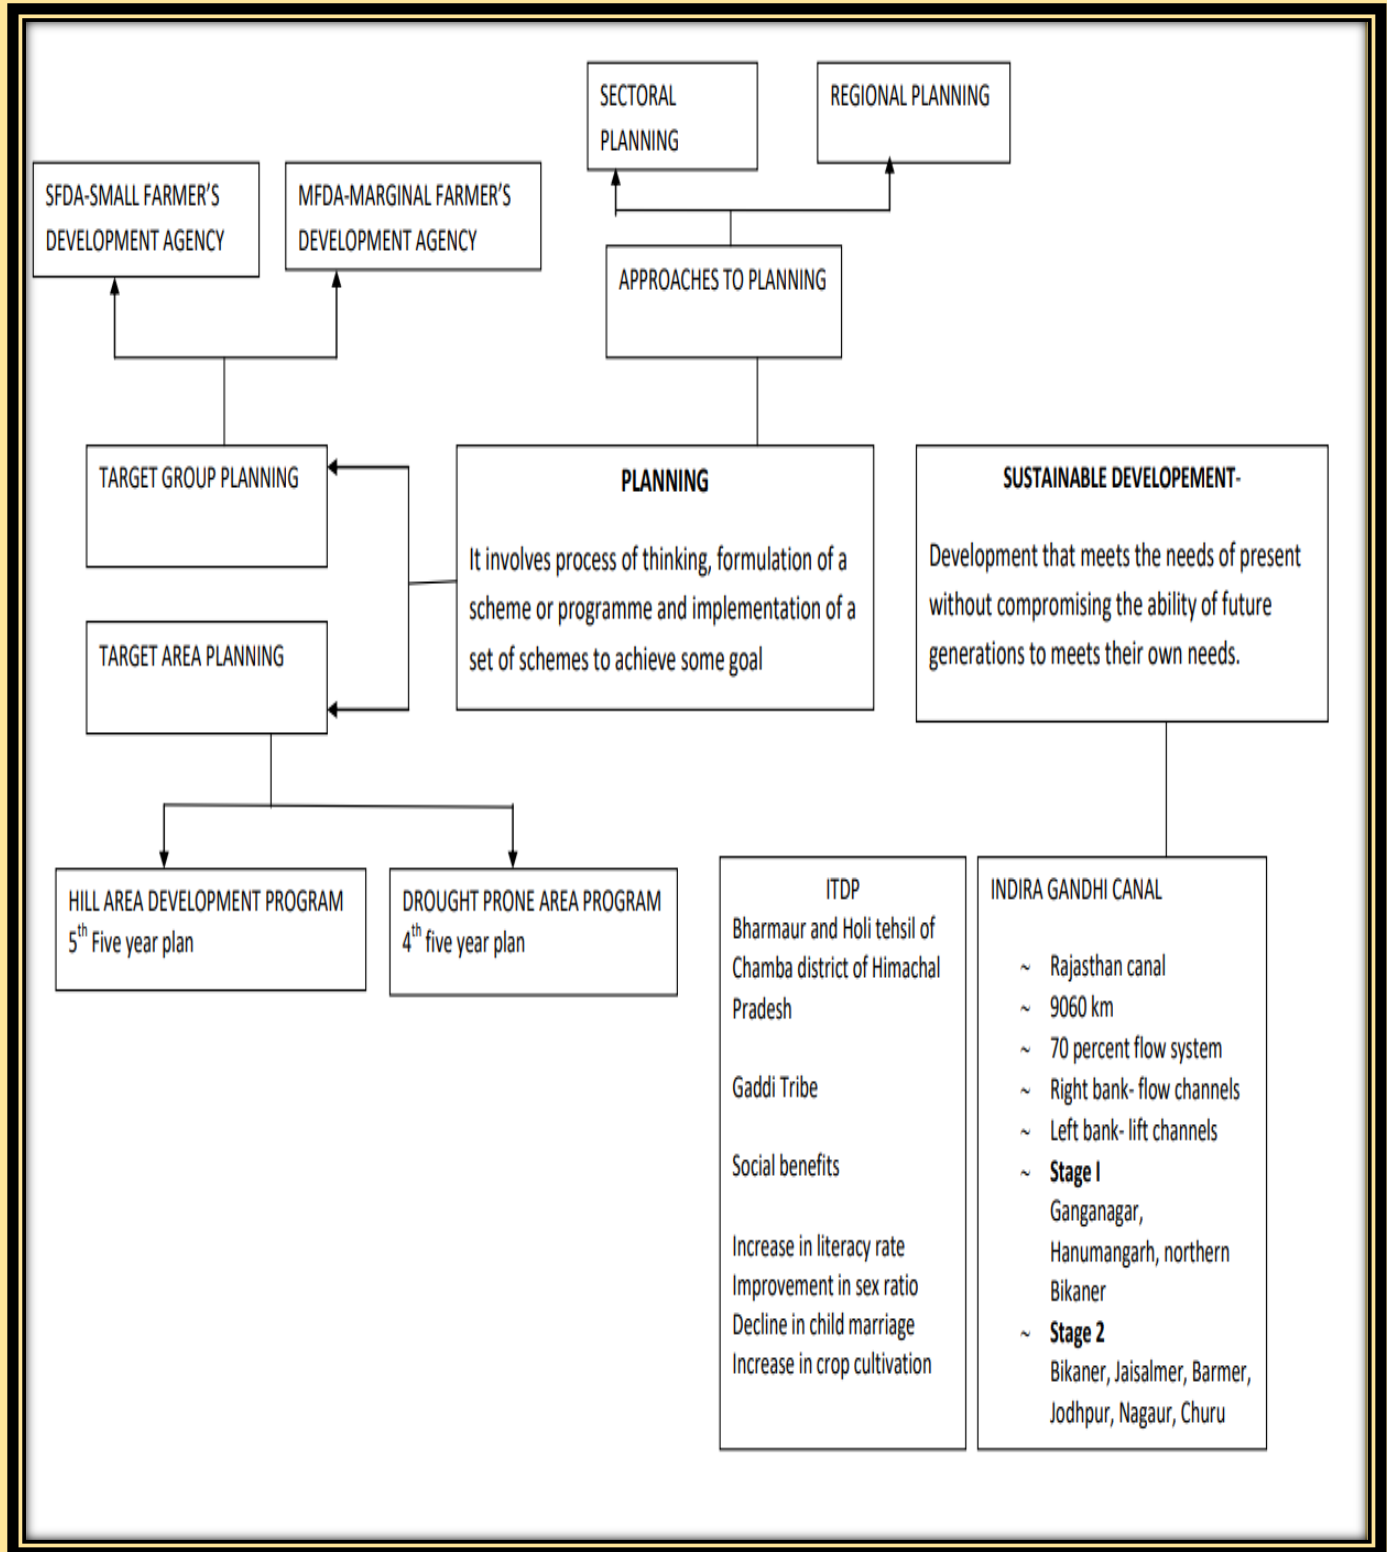 SECTORAL
PLANNING
REGIONAL PLANNING
SFDA-SMALL FARMER'S
DEVELOPMENT AGENCY
MFDA-MARGINAL FARMER'S
DEVELOPMENT AGENCY
APPROACHES TO PLANNING
TARGET GROUP PLANNING
PLANNING
It involves process of thinking, formulation of a
scheme or programme and implementation of a
set of schemes to achieve some goal
SUSTAINABLE DEVELOPEMENT-
Development that meets the needs of present
without compromising the ability of future
generations to meets their own needs.
TARGET AREA PLANNING
HILL AREA DEVELOPMENT PROGRAM
5th Five year plan
DROUGHT PRONE AREA PROGRAM
4th five year plan
ITDP
Bharmaur and Holi tehsil of
Chamba district of Himachal
Pradesh
Gaddi Tribe
Social benefits
Increase in literacy rate
Improvement in sex ratio
Decline in child marriage
Increase in crop cultivation
INDIRA GANDHI CANAL
~ Rajasthan canal
~ 9060 km
~ 70 percent flow system
~ Right bank- flow channels
~ Left bank- lift channels
~ Stage I
Ganganagar,
Hanumangarh, northern
Bikaner
~ Stage 2
Bikaner, Jaisalmer, Barmer,
Jodhpur, Nagaur, Churu